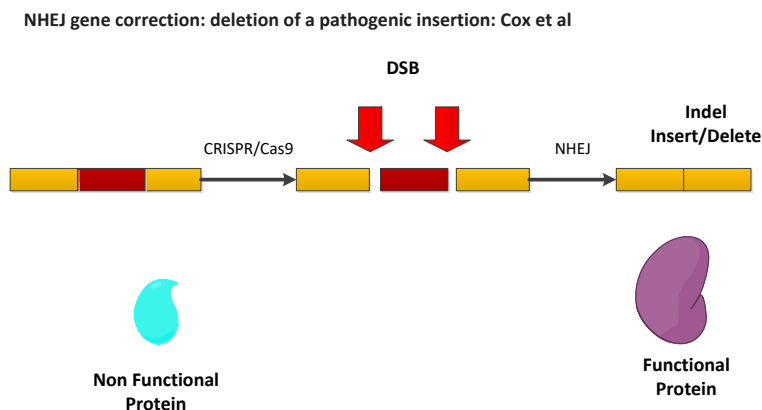 NHEJ gene correction: deletion of a pathogenic insertion: Cox et al
DSB
CRISPR/Cas9
NHEJ
Indel
Insert/Delete
Non Functional
Protein
Functional
Protein